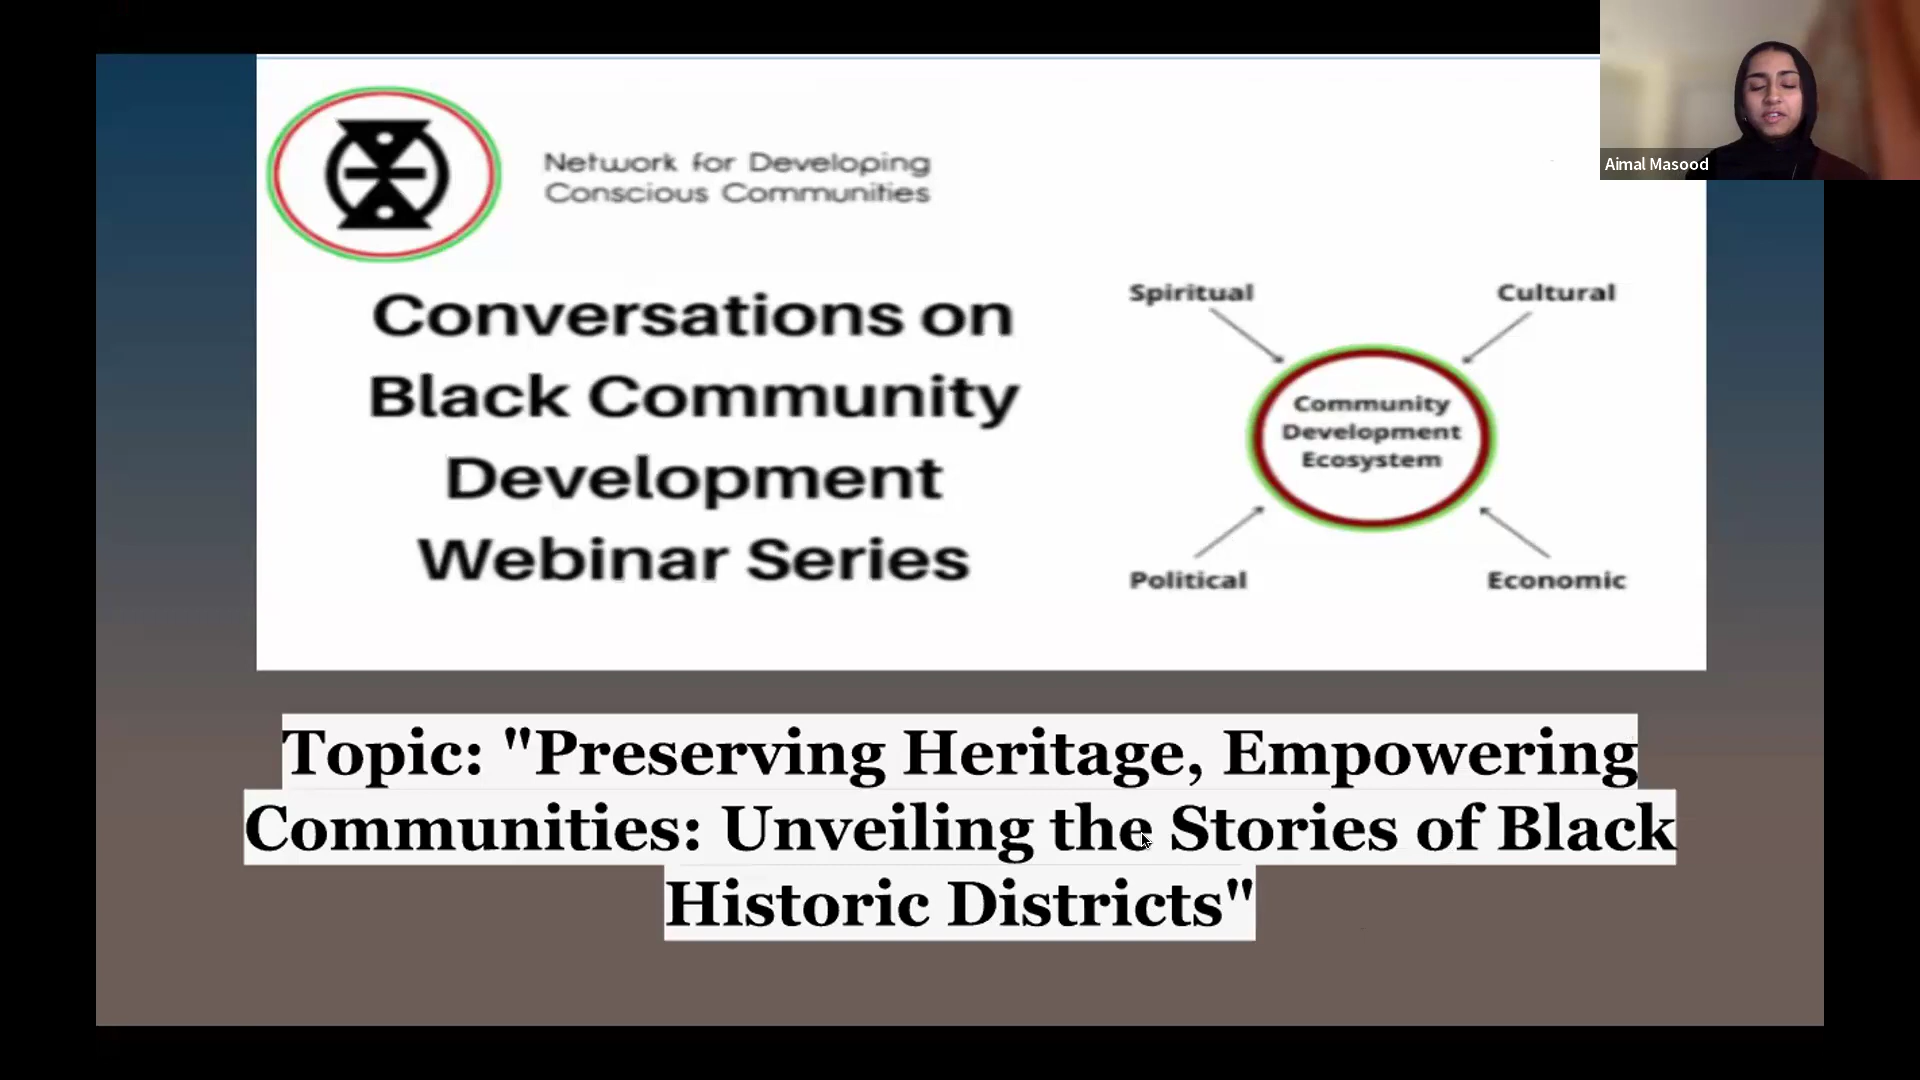 Aimal Masood
Network for Developing
Conscious Communities
Conversations on
Black Community
Development
Webinar Series
Spiritual
Cultural
Community
Development
Ecosystem
Political
Economic
Topic: "Preserving Heritage, Empowering
Communities: Unveiling the Stories of Black
Historic Districts"